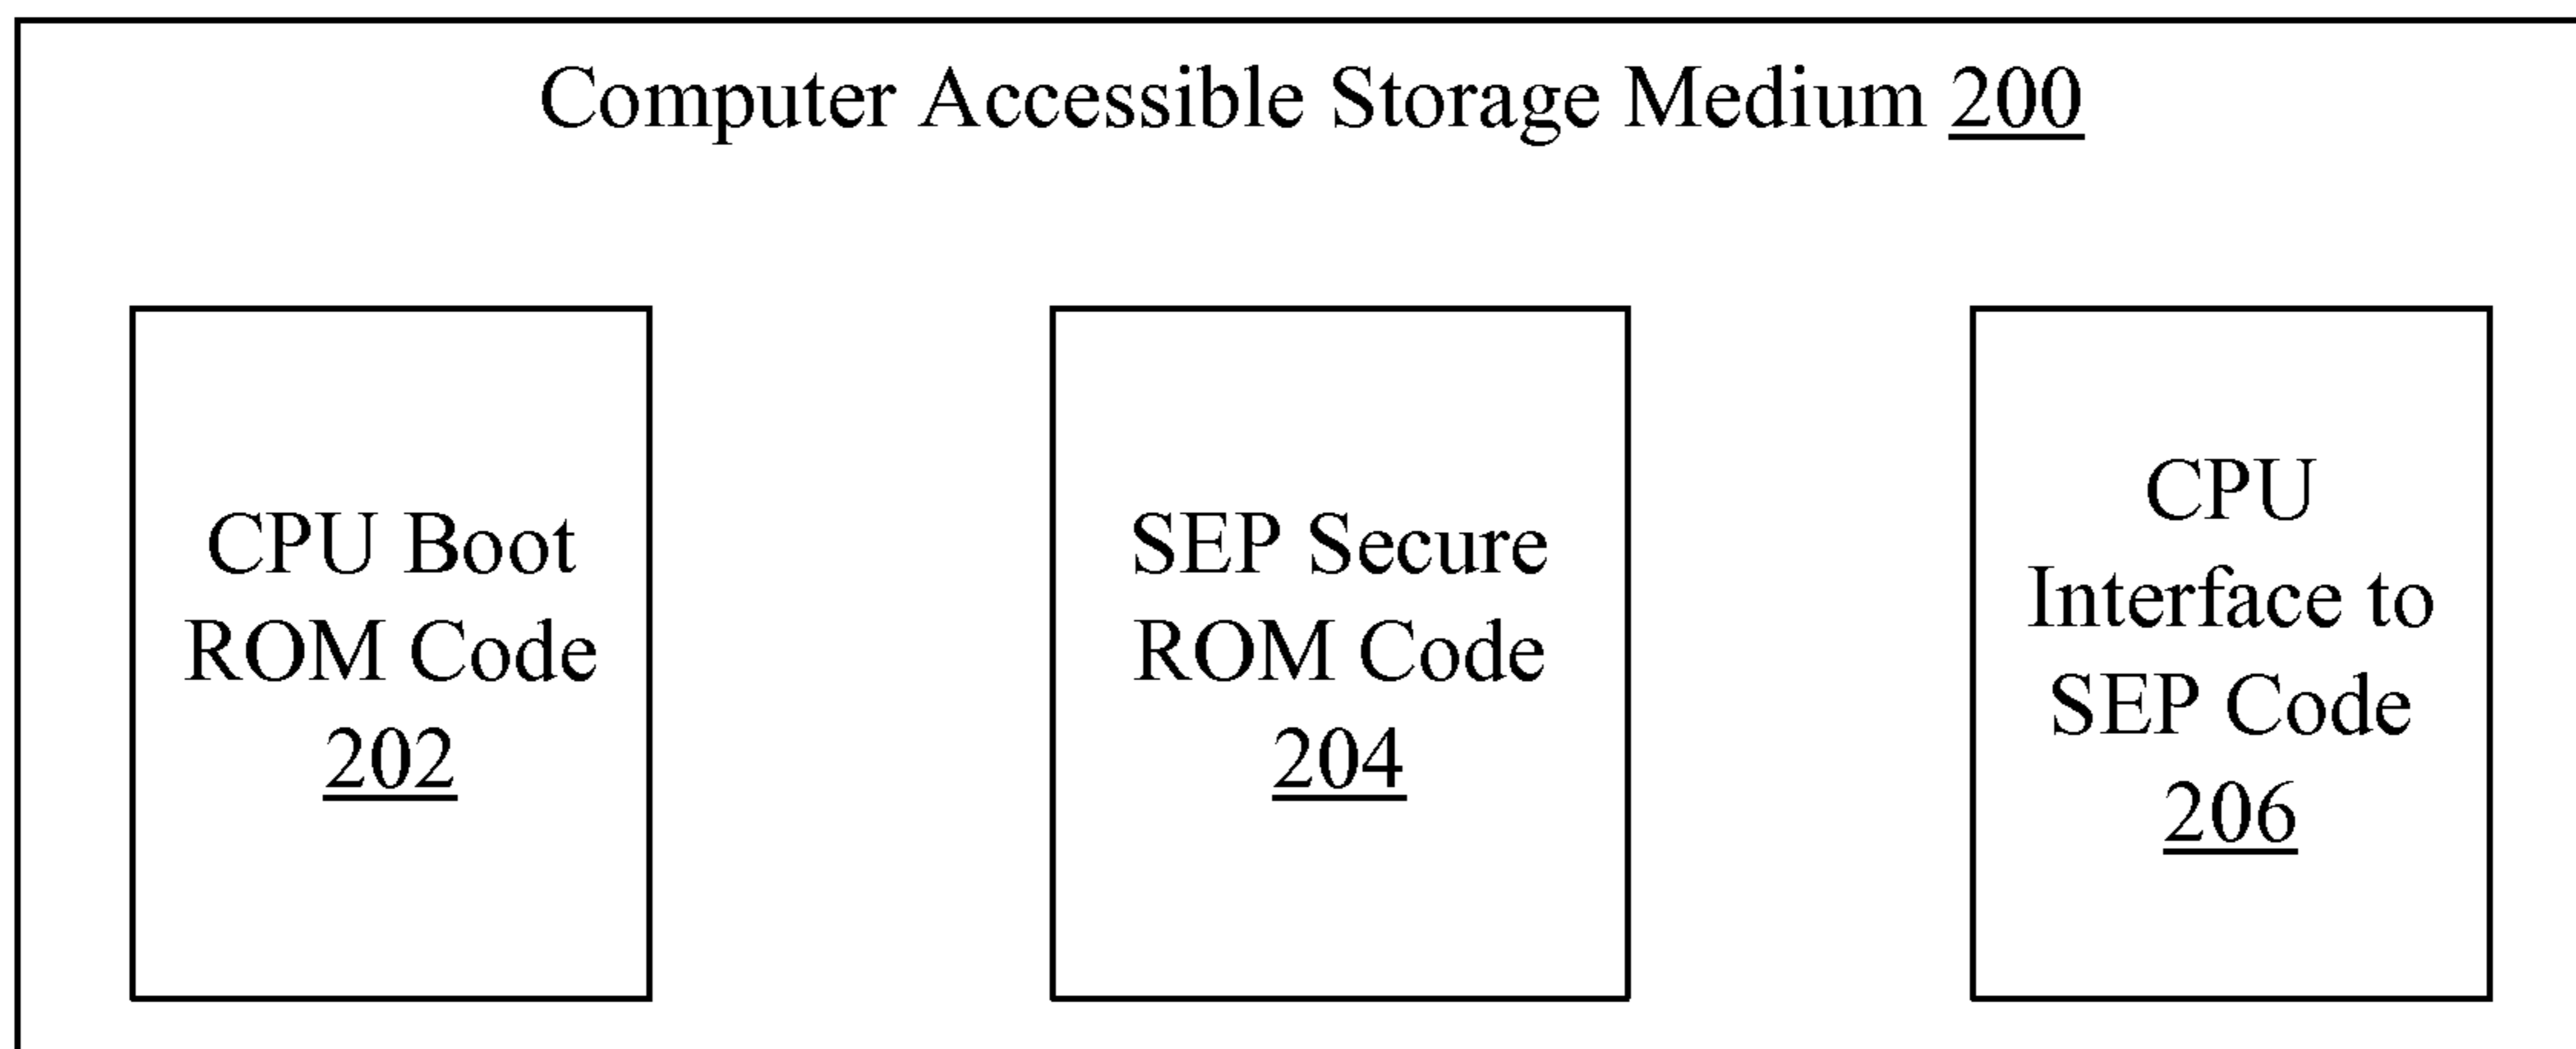 Computer Accessible Storage Medium 200
CPU Boot
ROM Code
202
SEP Secure
ROM Code
204
CPU
Interface to
SEP Code
206